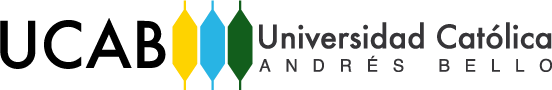 UCAB
Universidad Católica
ANDRÉS BELLO